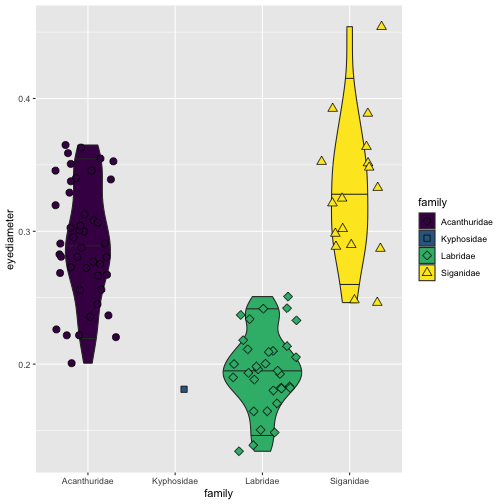 0.4
0.3
0.2
eyediameter
Acanthuridae Kyphosidae Labridae Siganidae
family
family
Acanthuridae
Kyphosidae
Labridae
Siganidae